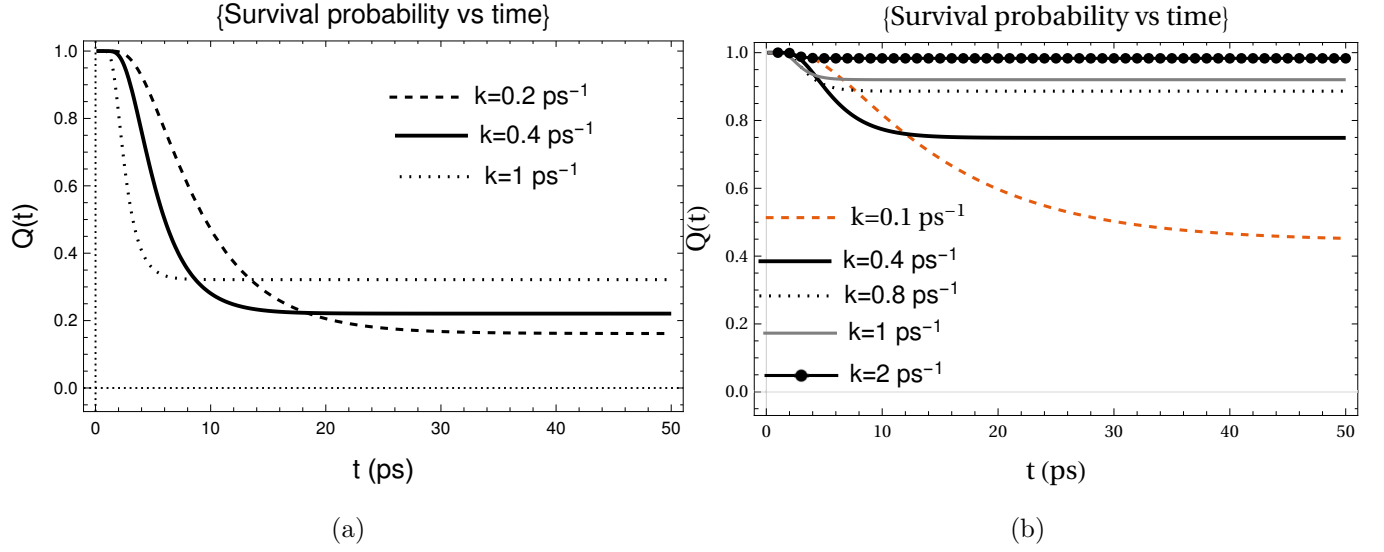 {Survival probability vs time}
1.0
0.8
0.6
0.4
0.2
0.0
Q(t)
k=0.2 ps⁻¹
k=0.4 ps⁻¹
k=1 ps⁻¹
0 10 20 30 40 50
t (ps)
(a)
{Survival probability vs time}
1.0
0.8
0.6
0.4
0.2
0.0
Q(t)
k=0.1 ps⁻¹
k=0.4 ps⁻¹
k=0.8 ps⁻¹
k=1 ps⁻¹
k=2 ps⁻¹
0 10 20 30 40 50
t (ps)
(b)